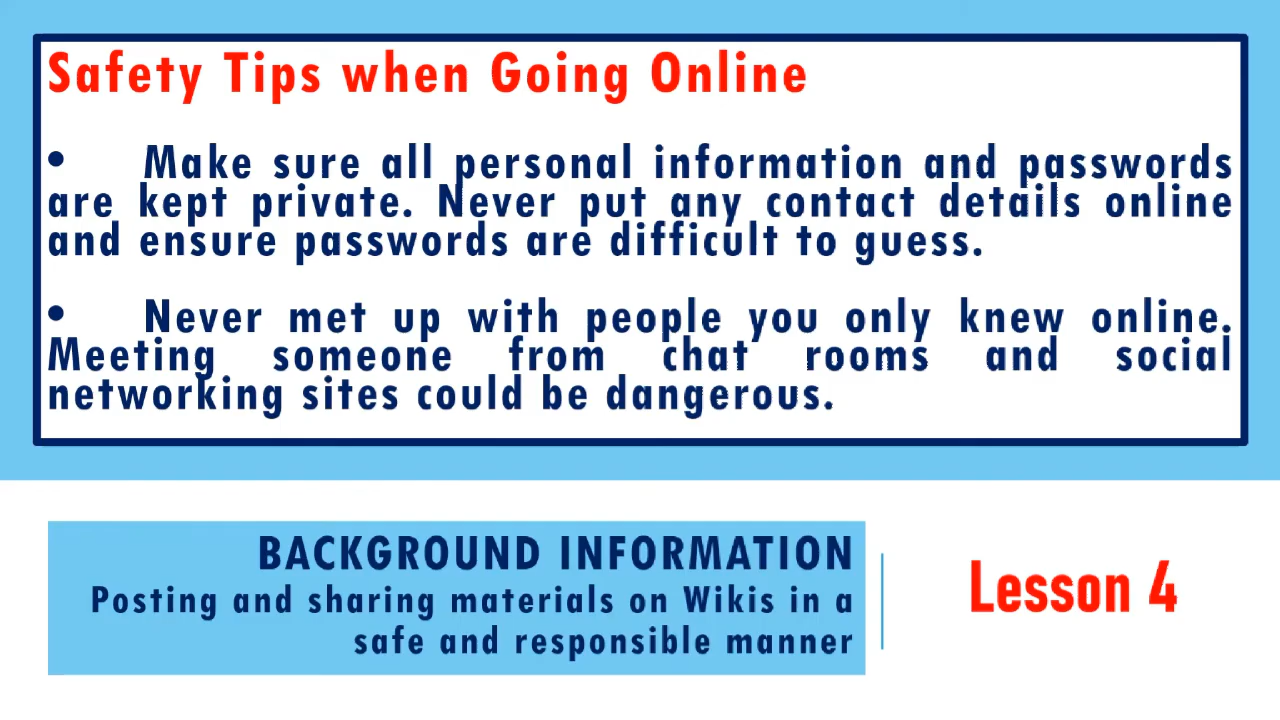 Safety Tips when Going Online
• Make sure all personal information and passwords
are kept private. Never put any contact details online
and ensure passwords are difficult to guess.
• Never met up with people you only knew online.
Meeting someone from chat rooms and social
networking sites could be dangerous.
BACKGROUND INFORMATION
Posting and sharing materials on Wikis in a
safe and responsible manner
Lesson 4